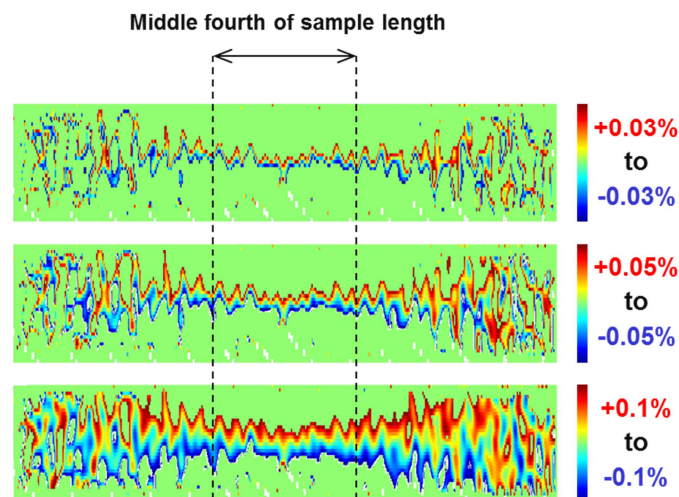 Middle fourth of sample length
+0.03%
to
-0.03%
+0.05%
to
-0.05%
+0.1%
to
-0.1%